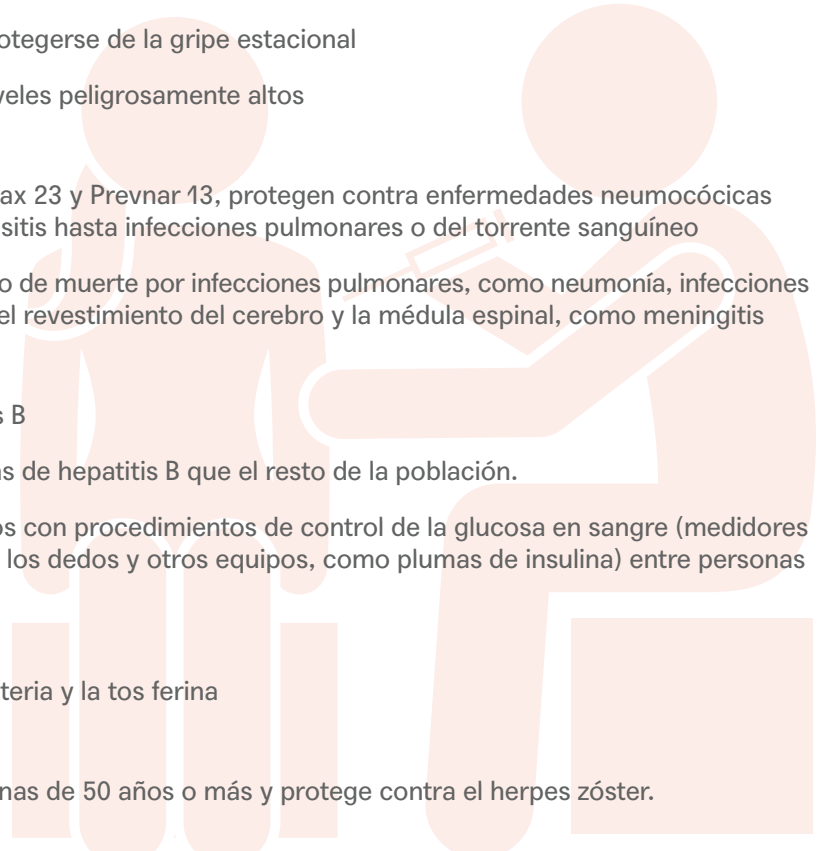 otegerse de la gripe estacional
veles peligrosamente altos
ax 23 y Prevnar 13, protegen contra enfermedades neumocócicas
sitis hasta infecciones pulmonares o del torrente sanguíneo
o de muerte por infecciones pulmonares, como neumonía, infecciones
el revestimiento del cerebro y la médula espinal, como meningitis
s B
as de hepatitis B que el resto de la población.
os con procedimientos de control de la glucosa en sangre (medidores
los dedos y otros equipos, como plumas de insulina) entre personas
teria y la tos ferina
nas de 50 años o más y protege contra el herpes zóster.